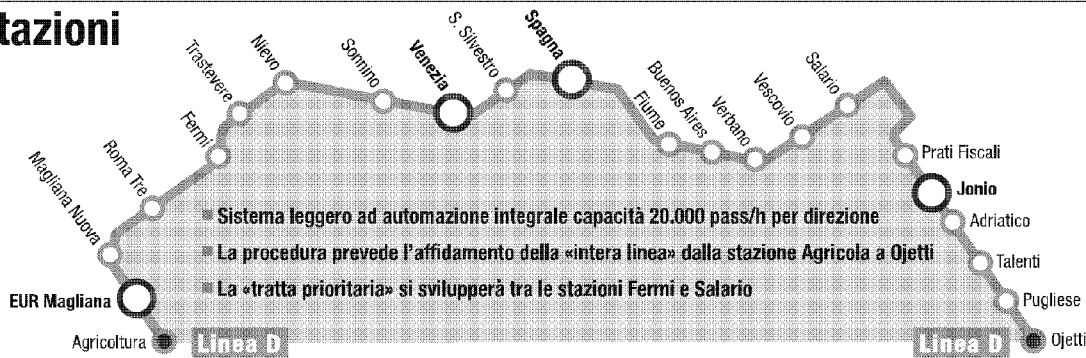 tazioni
Agricoltura
EUR Magliana
Magliana Nuova
Roma Tre
Fermi
Trastevere
Nievo
Sonnino
Venezia
S. Silvestro
Spagna
Fiume
Buenos Aires
Verbano
Vescovio
Salario
Prati Fiscali
Jonio
Adriatico
Talenti
Pugliese
Ojetti
Sistema leggero ad automazione integrale capacità 20.000 pass/h per direzione
La procedura prevede l'affidamento della «intera linea» dalla stazione Agricola a Ojetti
La «tratta prioritaria» si svilupperà tra le stazioni Fermi e Salario
Linea D
Linea D